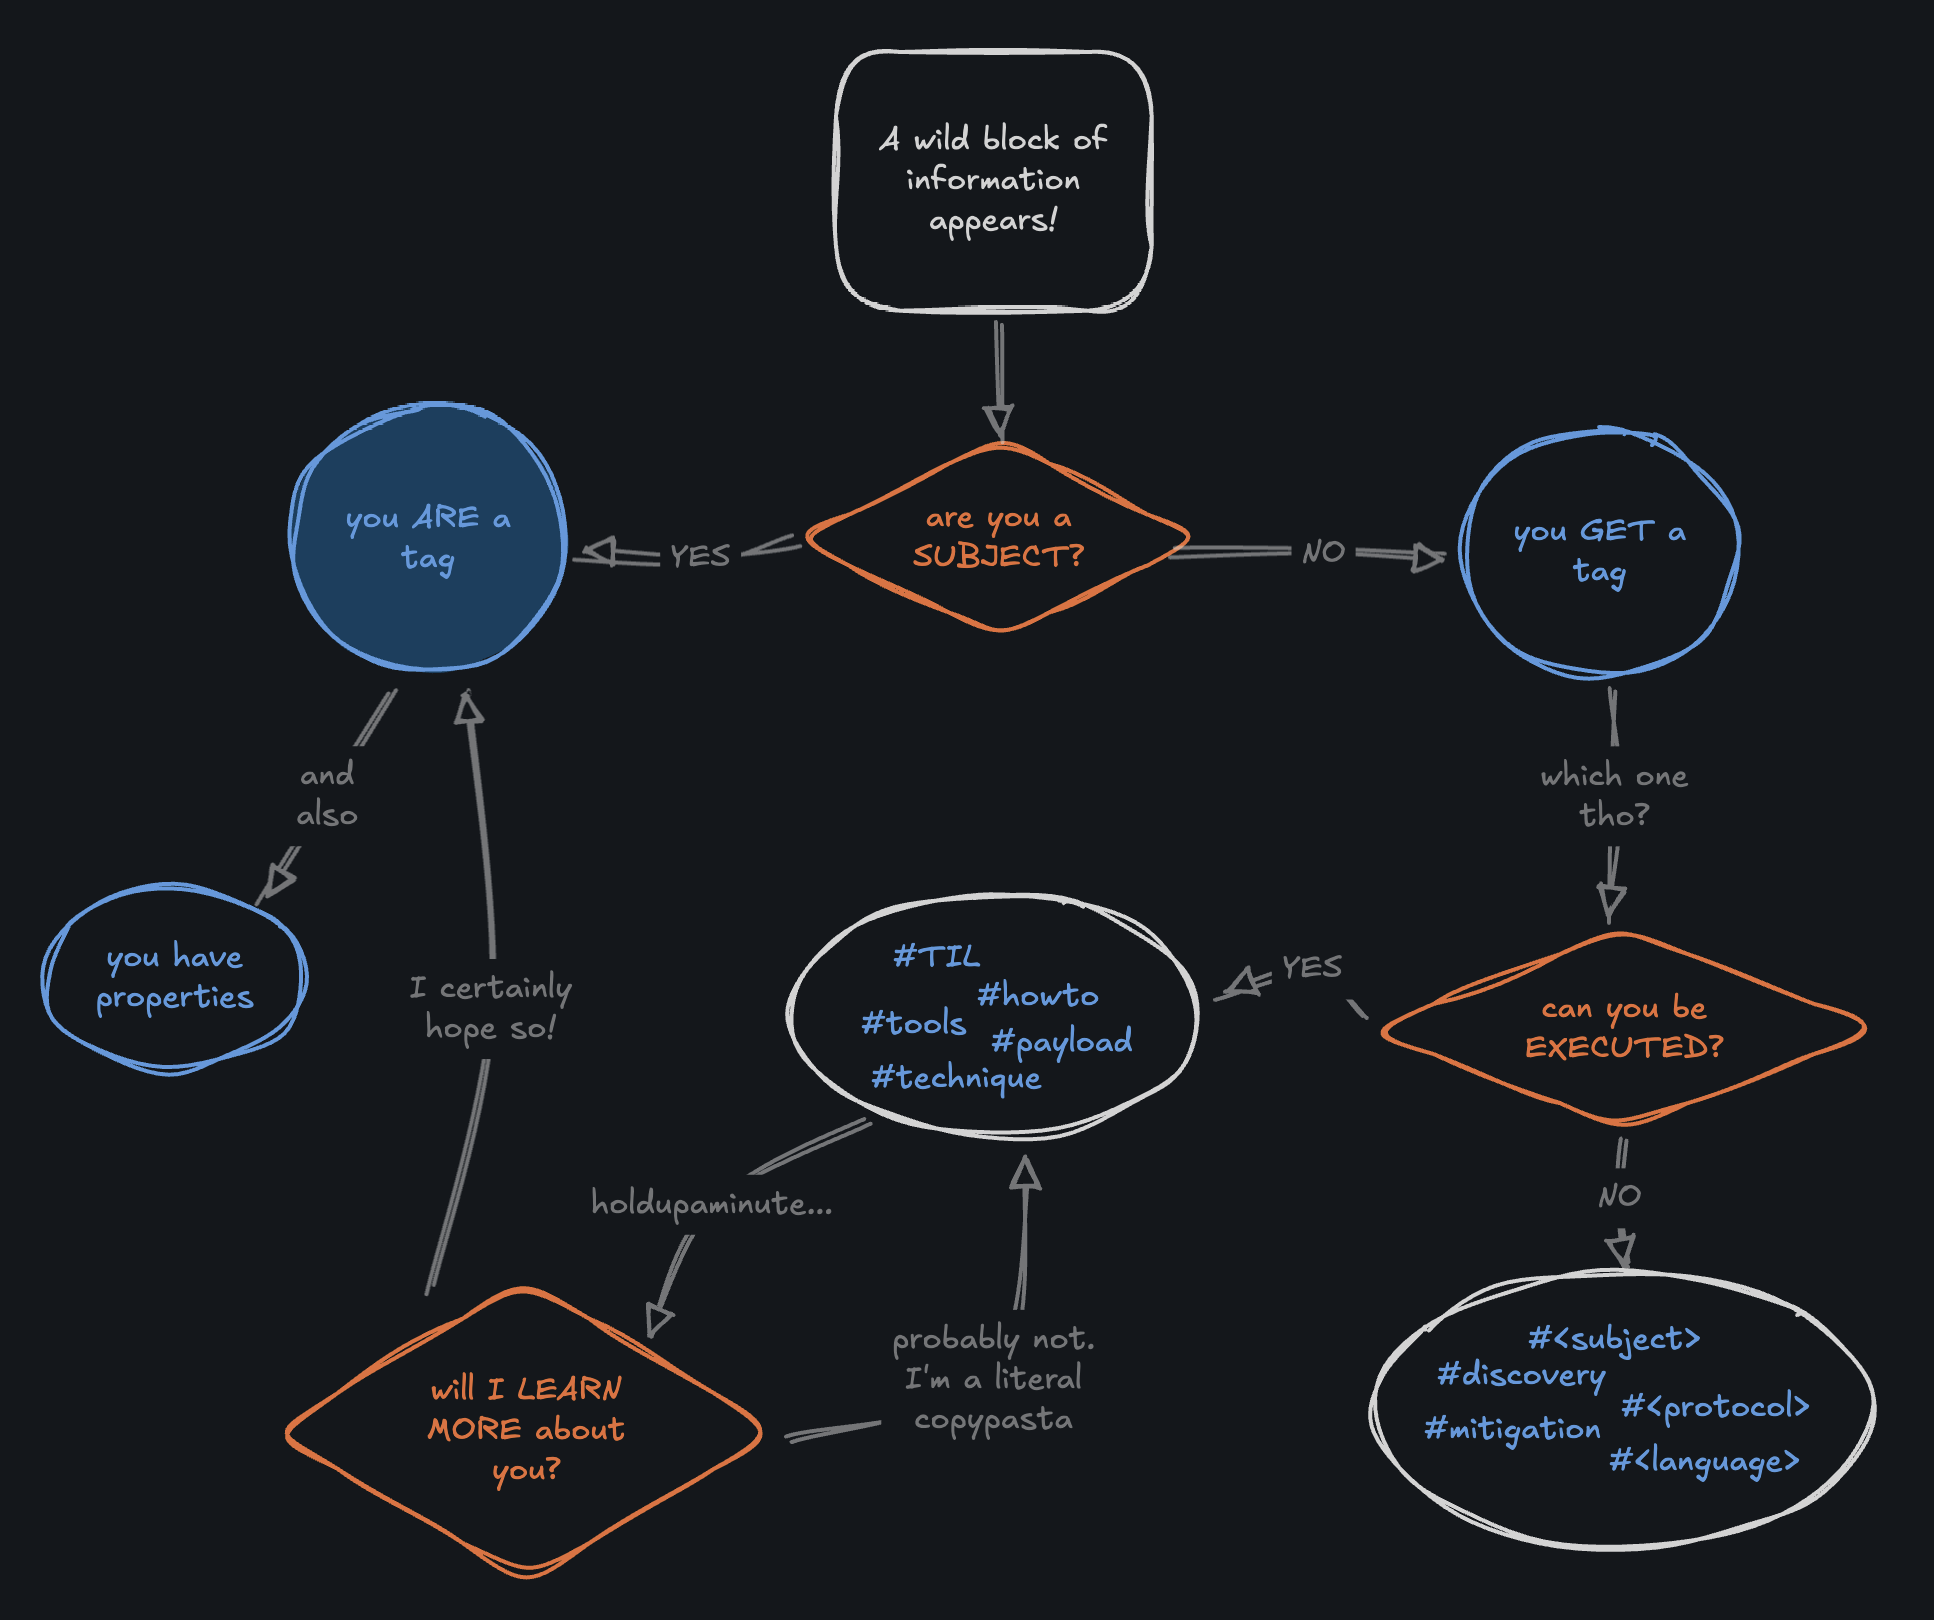 A wild block of
information
appears!
are you a
SUBJECT?
YES
you ARE a
tag
NO
you GET a
tag
and
also
you have
properties
which one
tho?
can you be
EXECUTED?
YES
#TIL
#howto
#tools
#payload
#technique
NO
#<subject>
#discovery
#<protocol>
#mitigation
#<language>
holdupaminute...
will I LEARN
MORE about
you?
I certainly
hope so!
probably not.
I'm a literal
copypasta